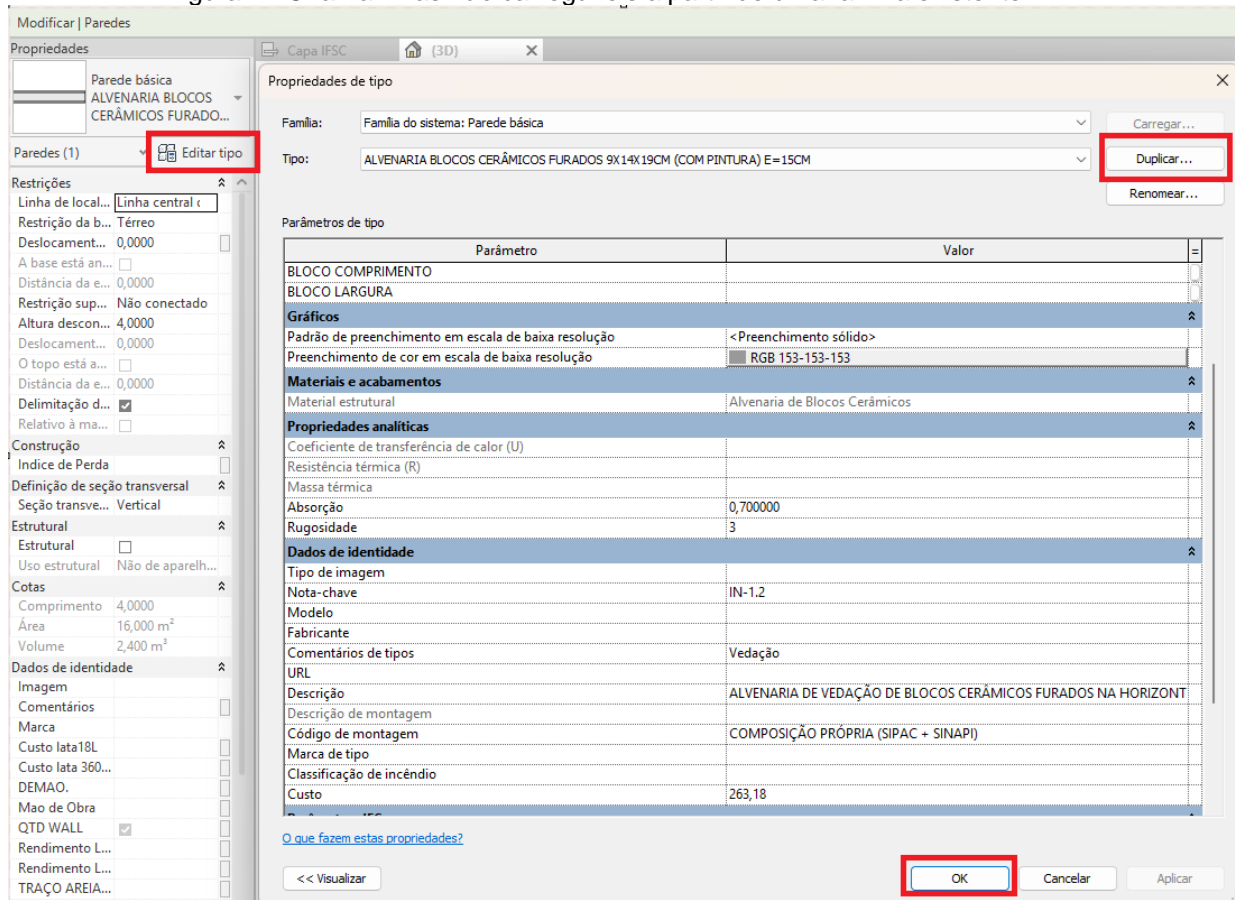 Modificar | Paredes
Propriedades
Capa IFSC
{3D}
Parede básica
ALVENARIA BLOCOS
CERÂMICOS FURADO...
Paredes (1)
Editar tipo
Restrições
Linha de local... Linha central
Restrição da b... Térreo
Deslocament... 0,0000
A base está an...
Distância da e... 0,0000
Restrição sup... Não conectado
Altura descon... 4,0000
Deslocament... 0,0000
O topo está a...
Distância da e... 0,0000
Delimitação d...
Relativo à ma...
Construção
Indice de Perda
Definição de seção transversal
Seção transve... Vertical
Estrutural
Estrutural
Uso estrutural Não de aparelh...
Cotas
Comprimento 4,0000
Área 16,000 m²
Volume 2,400 m³
Dados de identidade
Imagem
Comentários
Marca
Custo lata18L
Custo lata 360...
DEMAO.
Mao de Obra
QTD WALL
Rendimento L...
Rendimento L...
TRAÇO AREIA...
Propriedades de tipo
Família: Família do sistema: Parede básica
Carregar...
Tipo: ALVENARIA BLOCOS CERÂMICOS FURADOS 9X14X19CM (COM PINTURA) E=15CM
Duplicar...
Renomear...
Parâmetros de tipo
Parâmetro Valor =
BLOCO COMPRIMENTO
BLOCO LARGURA
Gráficos
Padrão de preenchimento em escala de baixa resolução <Preenchimento sólido>
Preenchimento de cor em escala de baixa resolução RGB 153-153-153
Materiais e acabamentos
Material estrutural Alvenaria de Blocos Cerâmicos
Propriedades analíticas
Coeficiente de transferência de calor (U)
Resistência térmica (R)
Massa térmica
Absorção 0,700000
Rugosidade 3
Dados de identidade
Tipo de imagem
Nota-chave IN-1.2
Modelo
Fabricante
Comentários de tipos Vedação
URL
Descrição ALVENARIA DE VEDAÇÃO DE BLOCOS CERÂMICOS FURADOS NA HORIZONT
Descrição de montagem
Código de montagem COMPOSIÇÃO PRÓPRIA (SIPAC + SINAPI)
Marca de tipo
Classificação de incêndio
Custo 263,18
O que fazem estas propriedades?
<< Visualizar
OK
Cancelar
Aplicar